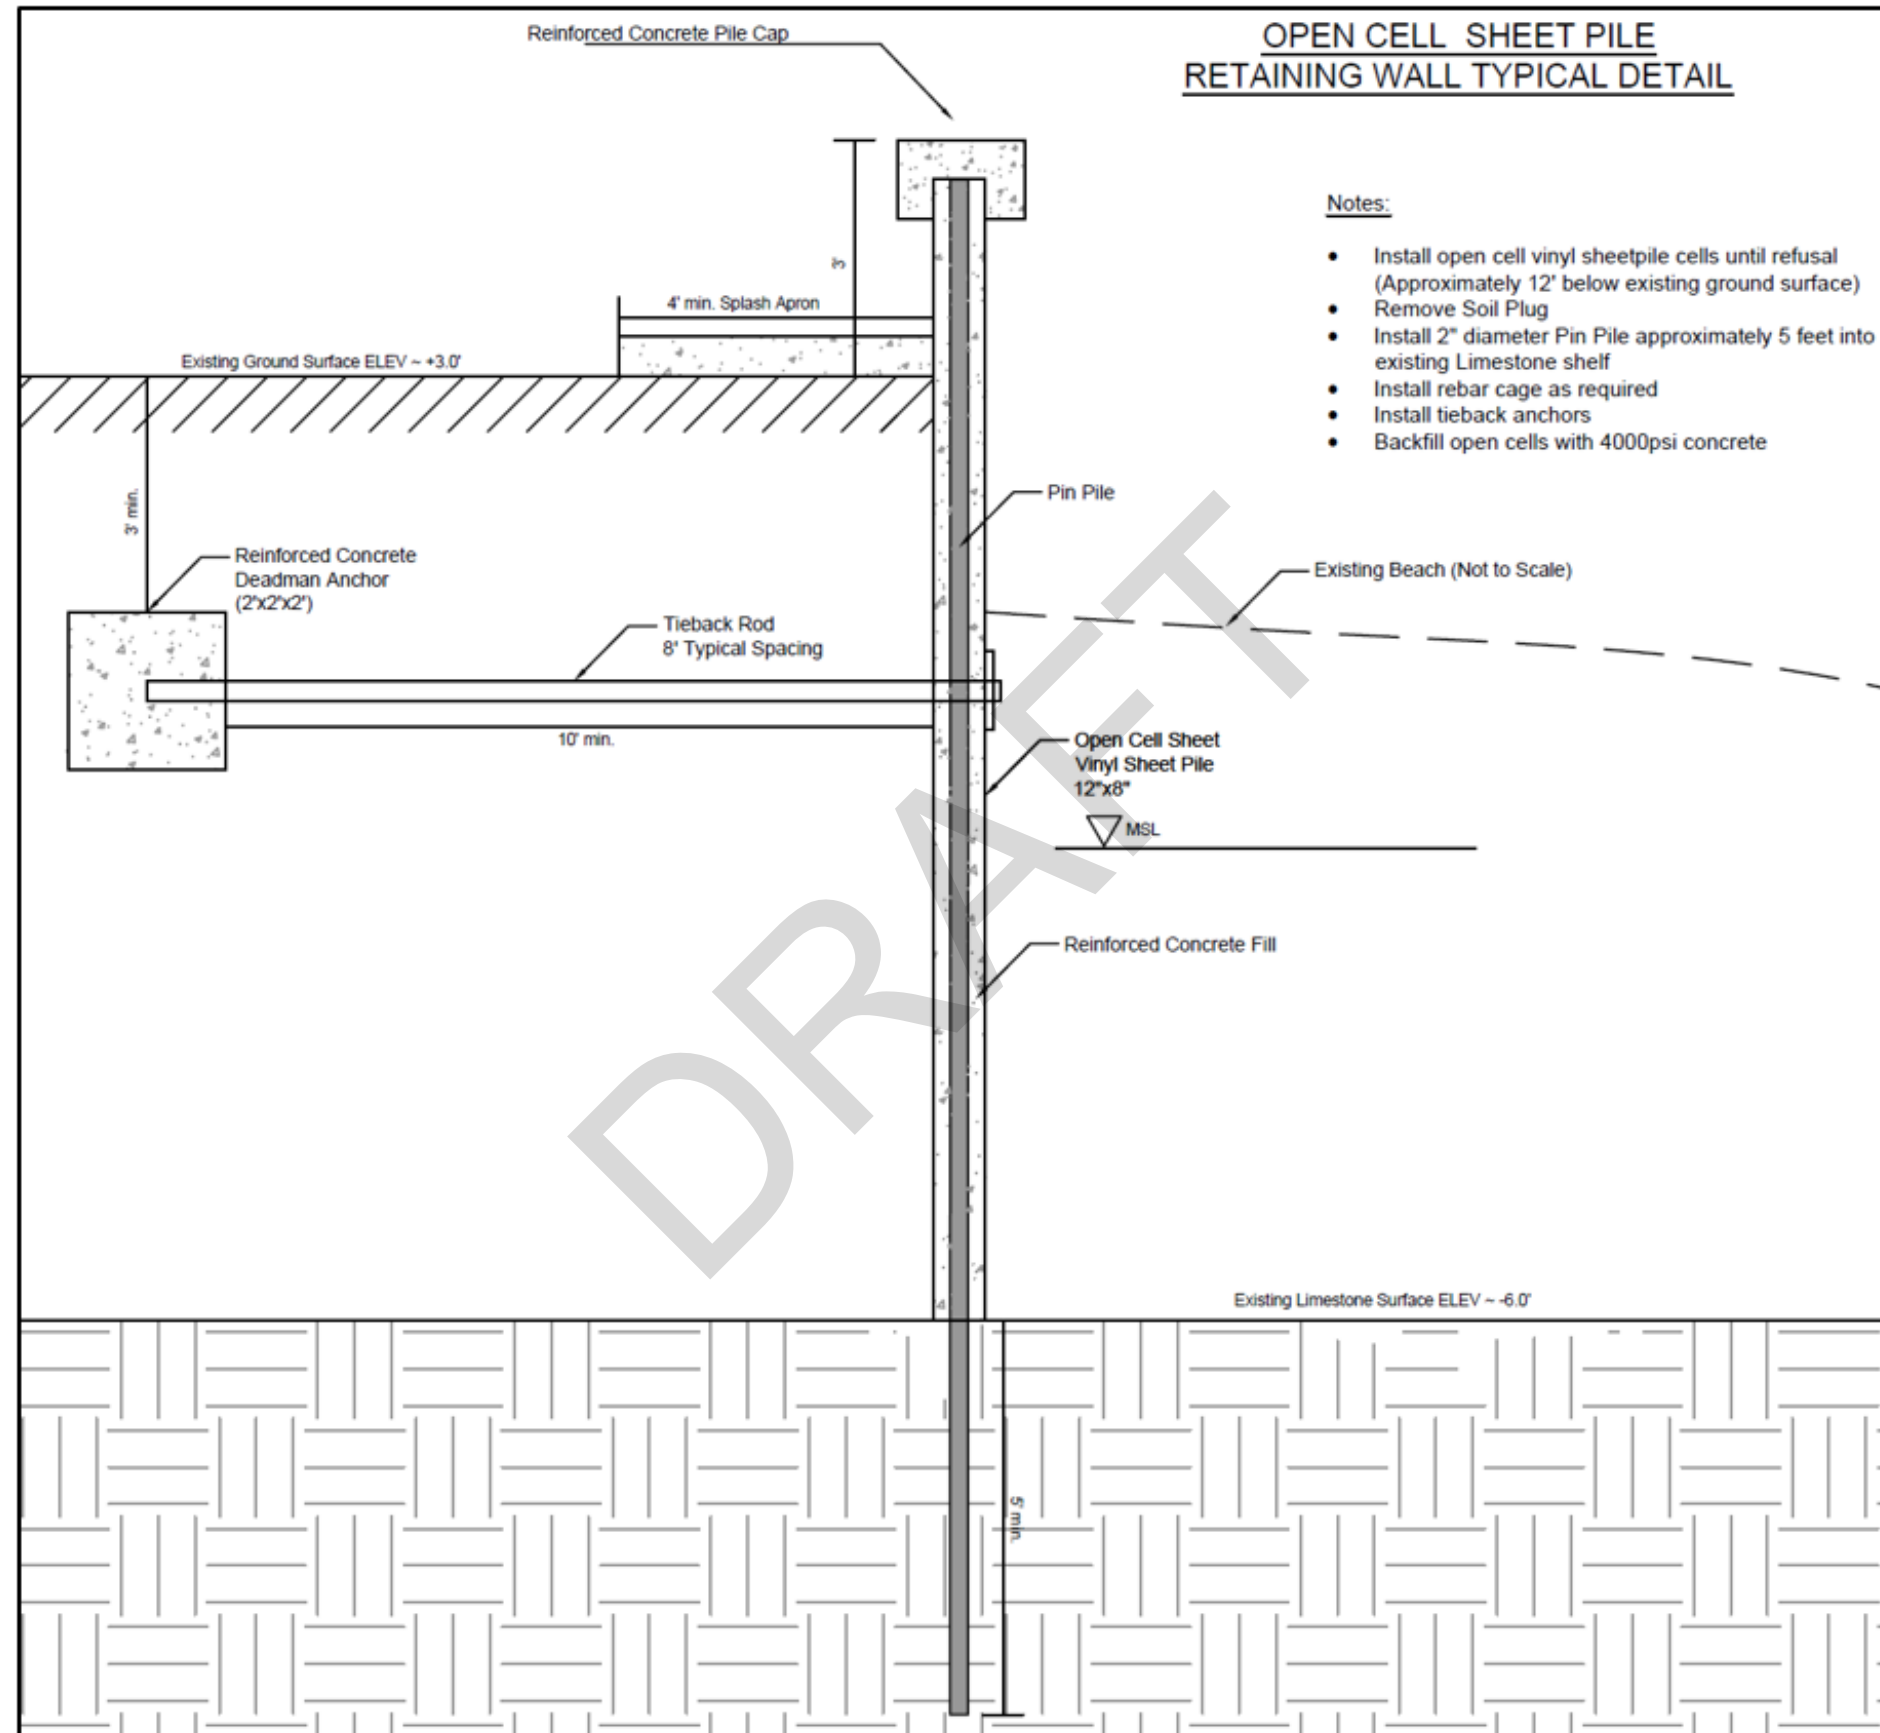 OPEN CELL SHEET PILE
RETAINING WALL TYPICAL DETAIL
Reinforced Concrete Pile Cap
Notes:
• Install open cell vinyl sheetpile cells until refusal
(Approximately 12' below existing ground surface)
• Remove Soil Plug
• Install 2" diameter Pin Pile approximately 5 feet into
existing Limestone shelf
• Install rebar cage as required
• Install tieback anchors
• Backfill open cells with 4000psi concrete
3'
4' min. Splash Apron
Existing Ground Surface ELEV ~ +3.0'
3' min.
Pin Pile
Reinforced Concrete
Deadman Anchor
(2'x2'x2')
Existing Beach (Not to Scale)
Tieback Rod
8' Typical Spacing
10' min.
Open Cell Sheet
Vinyl Sheet Pile
12"x8"
MSL
Reinforced Concrete Fill
DRAFT
Existing Limestone Surface ELEV ~ -6.0'
5' min.